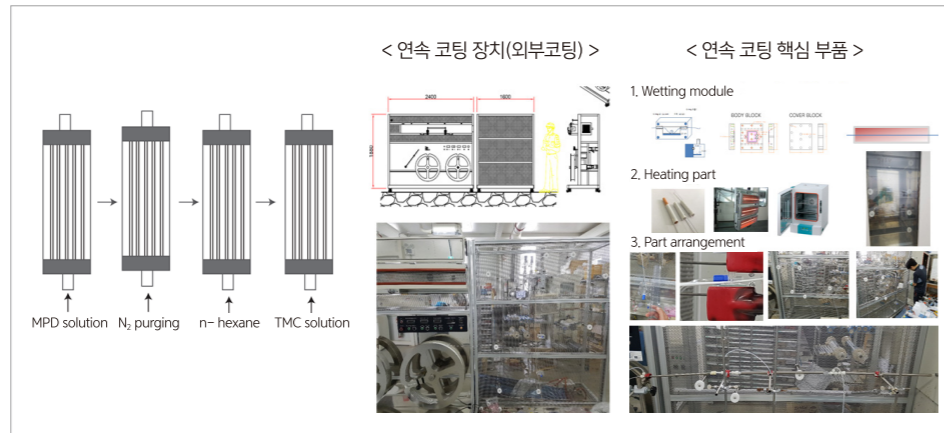 < 연속 코팅 장치(외부코팅) >
< 연속 코팅 핵심 부품 >
MPD solution
N₂ purging
n- hexane
TMC solution
2400
1600
1. Wetting module
BODY BLOCK
COVER BLOCK
2. Heating part
3. Part arrangement